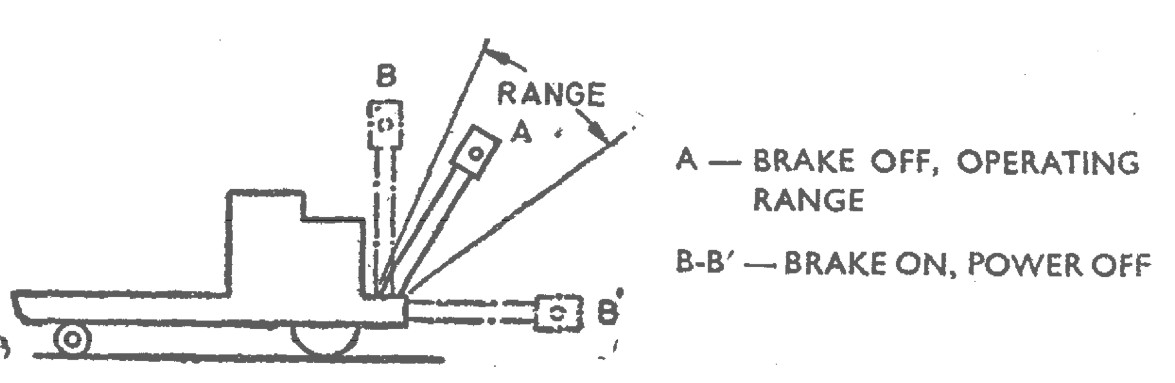 B
RANGE
A
A — BRAKE OFF, OPERATING
RANGE
B-B′ — BRAKE ON, POWER OFF
B'